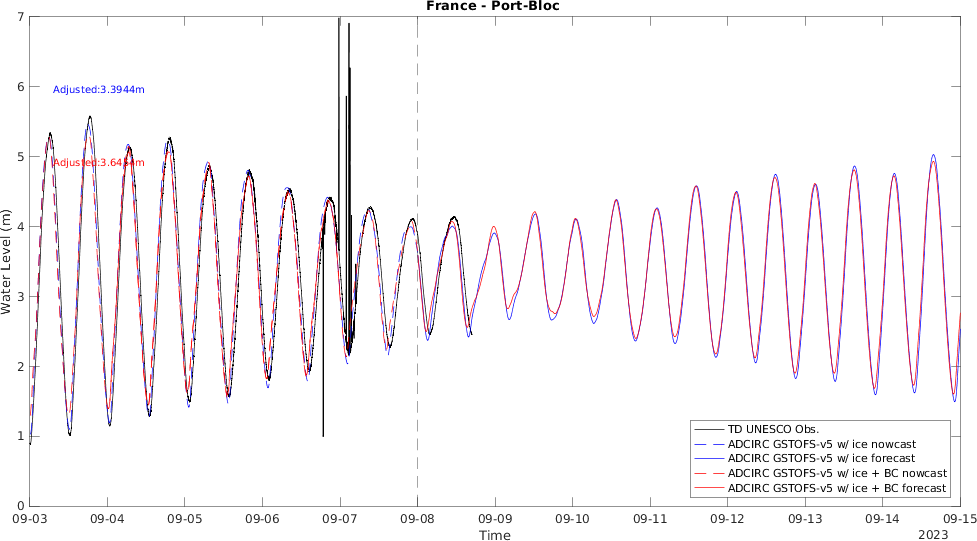 France - Port-Bloc
7
6
5
4
3
2
1
0
Water Level (m)
Adjusted:3.3944m
09-03 09-04 09-05 09-06 09-07 09-08 09-09 09-10 09-11 09-12 09-13 09-14 09-15
Time
2023
TD UNESCO Obs.
ADCIRC GSTOFS-v5 w/ ice nowcast
ADCIRC GSTOFS-v5 w/ ice forecast
ADCIRC GSTOFS-v5 w/ ice + BC nowcast
ADCIRC GSTOFS-v5 w/ ice + BC forecast